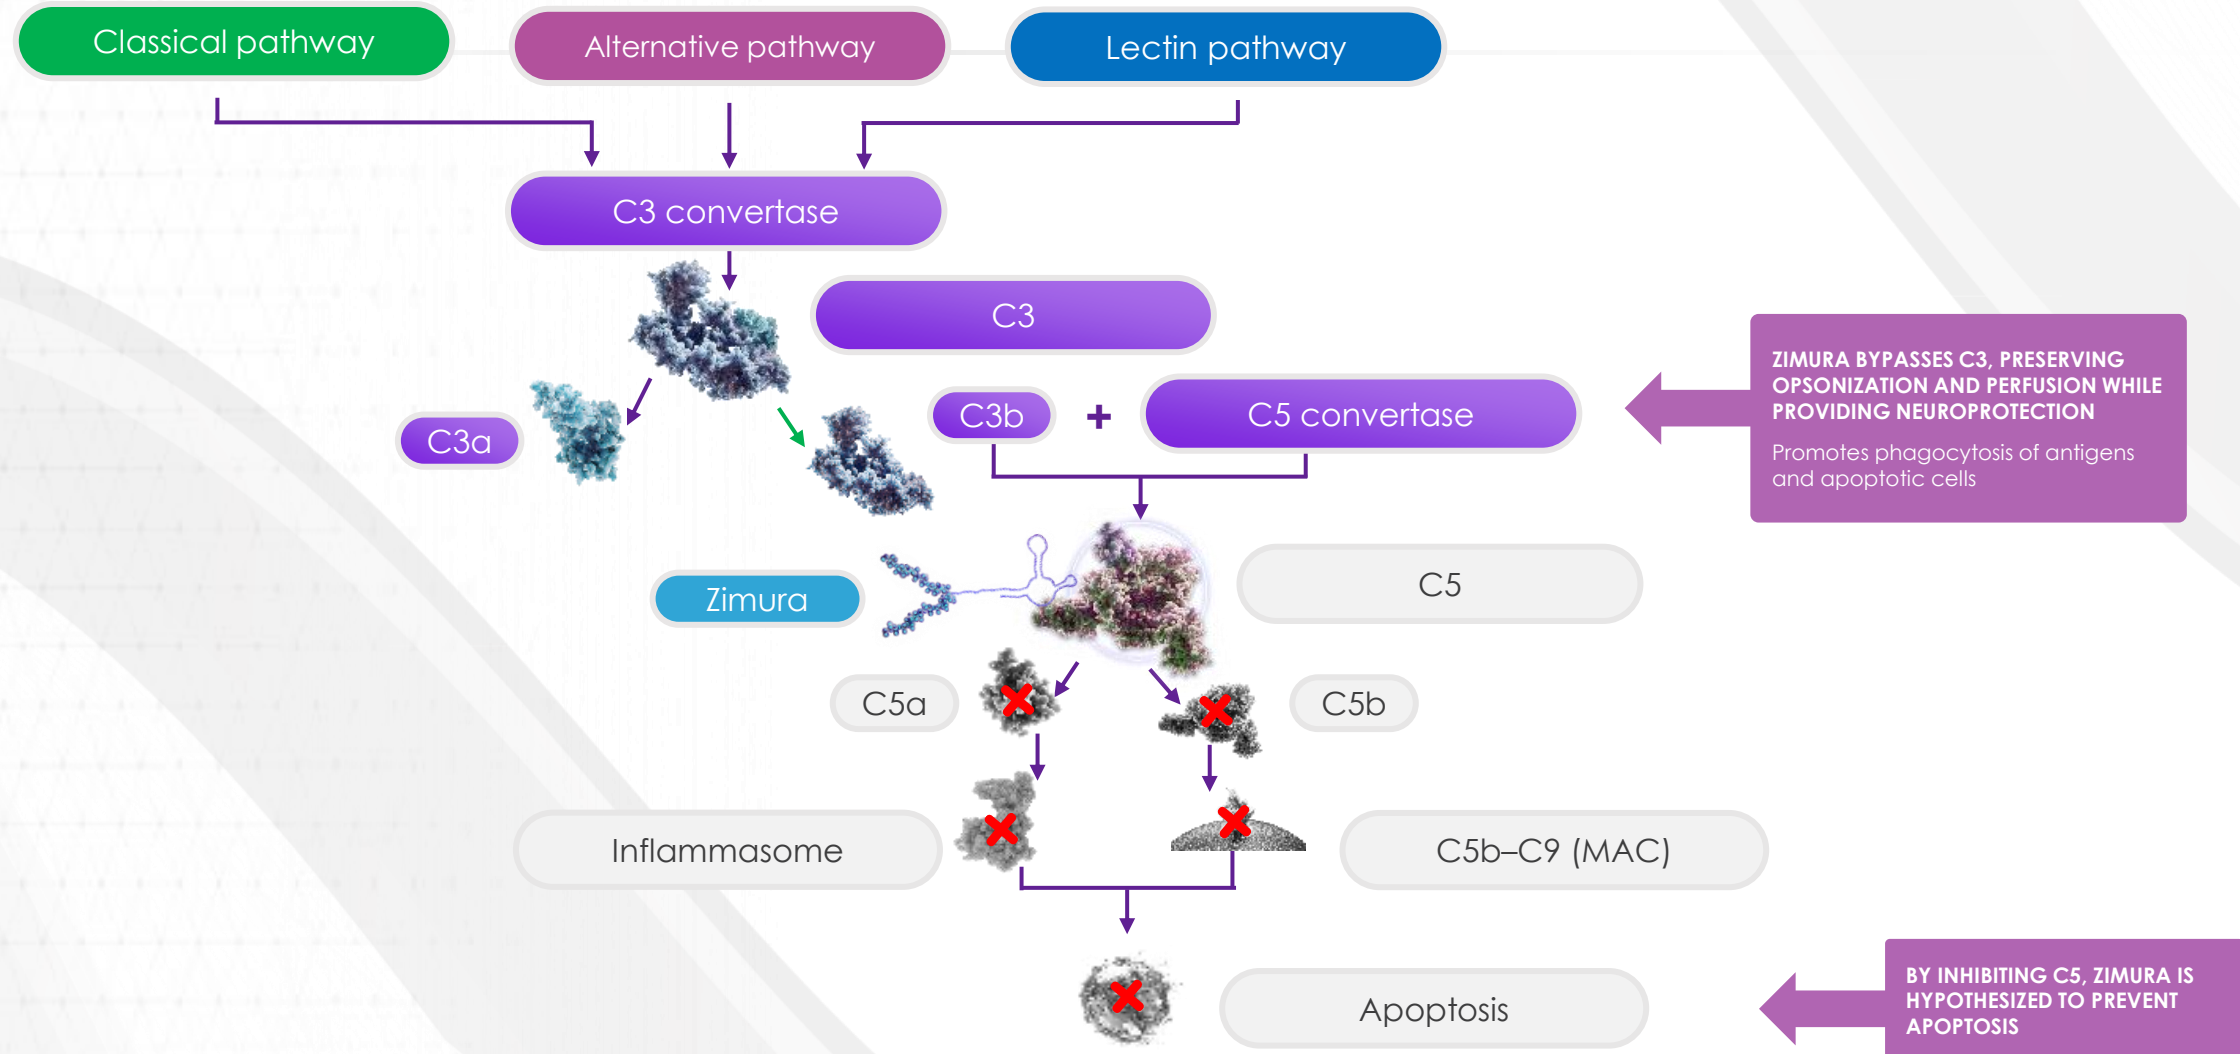 Classical pathway
Alternative pathway
Lectin pathway
C3 convertase
C3
C3a
C3b
+
C5 convertase
ZIMURA BYPASSES C3, PRESERVING
OPSONIZATION AND PERFUSION WHILE
PROVIDING NEUROPROTECTION
Promotes phagocytosis of antigens
and apoptotic cells
Zimura
C5
C5a
C5b
Inflammasome
C5b–C9 (MAC)
Apoptosis
BY INHIBITING C5, ZIMURA IS
HYPOTHESIZED TO PREVENT
APOPTOSIS